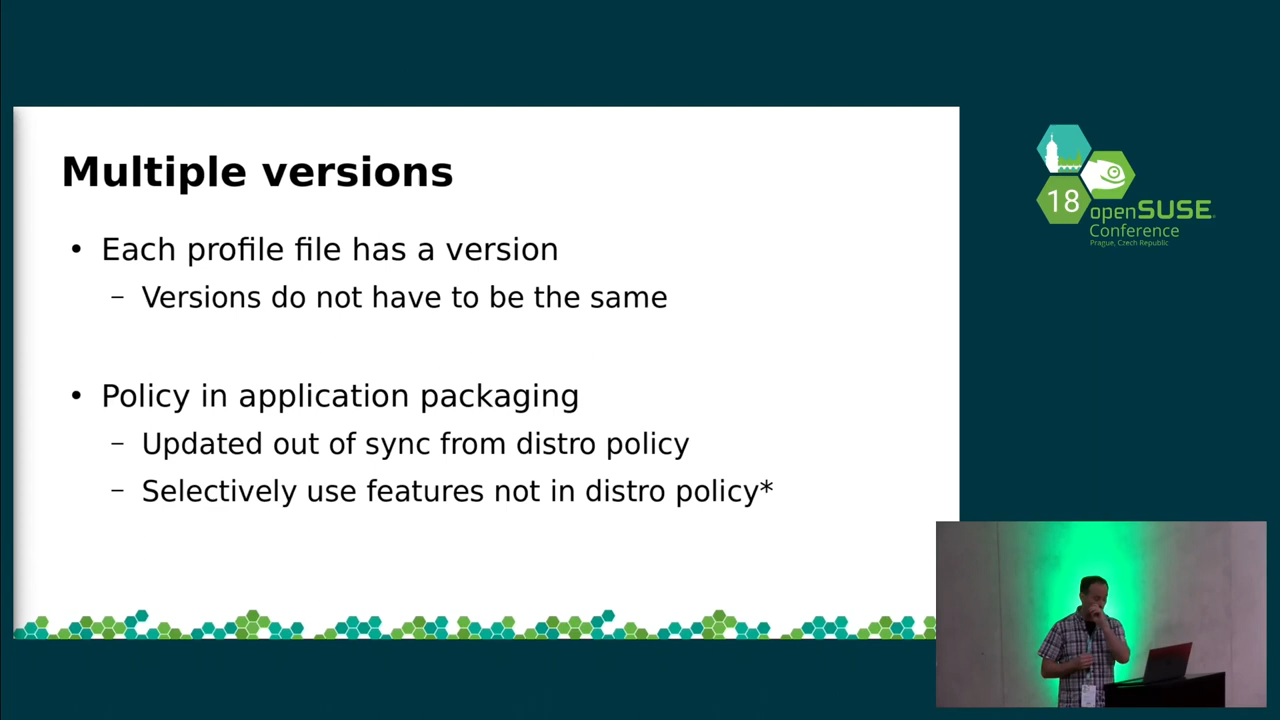 Multiple versions
• Each profile file has a version
– Versions do not have to be the same
• Policy in application packaging
– Updated out of sync from distro policy
– Selectively use features not in distro policy*
18
openSUSE
Conference
Prague, Czech Republic